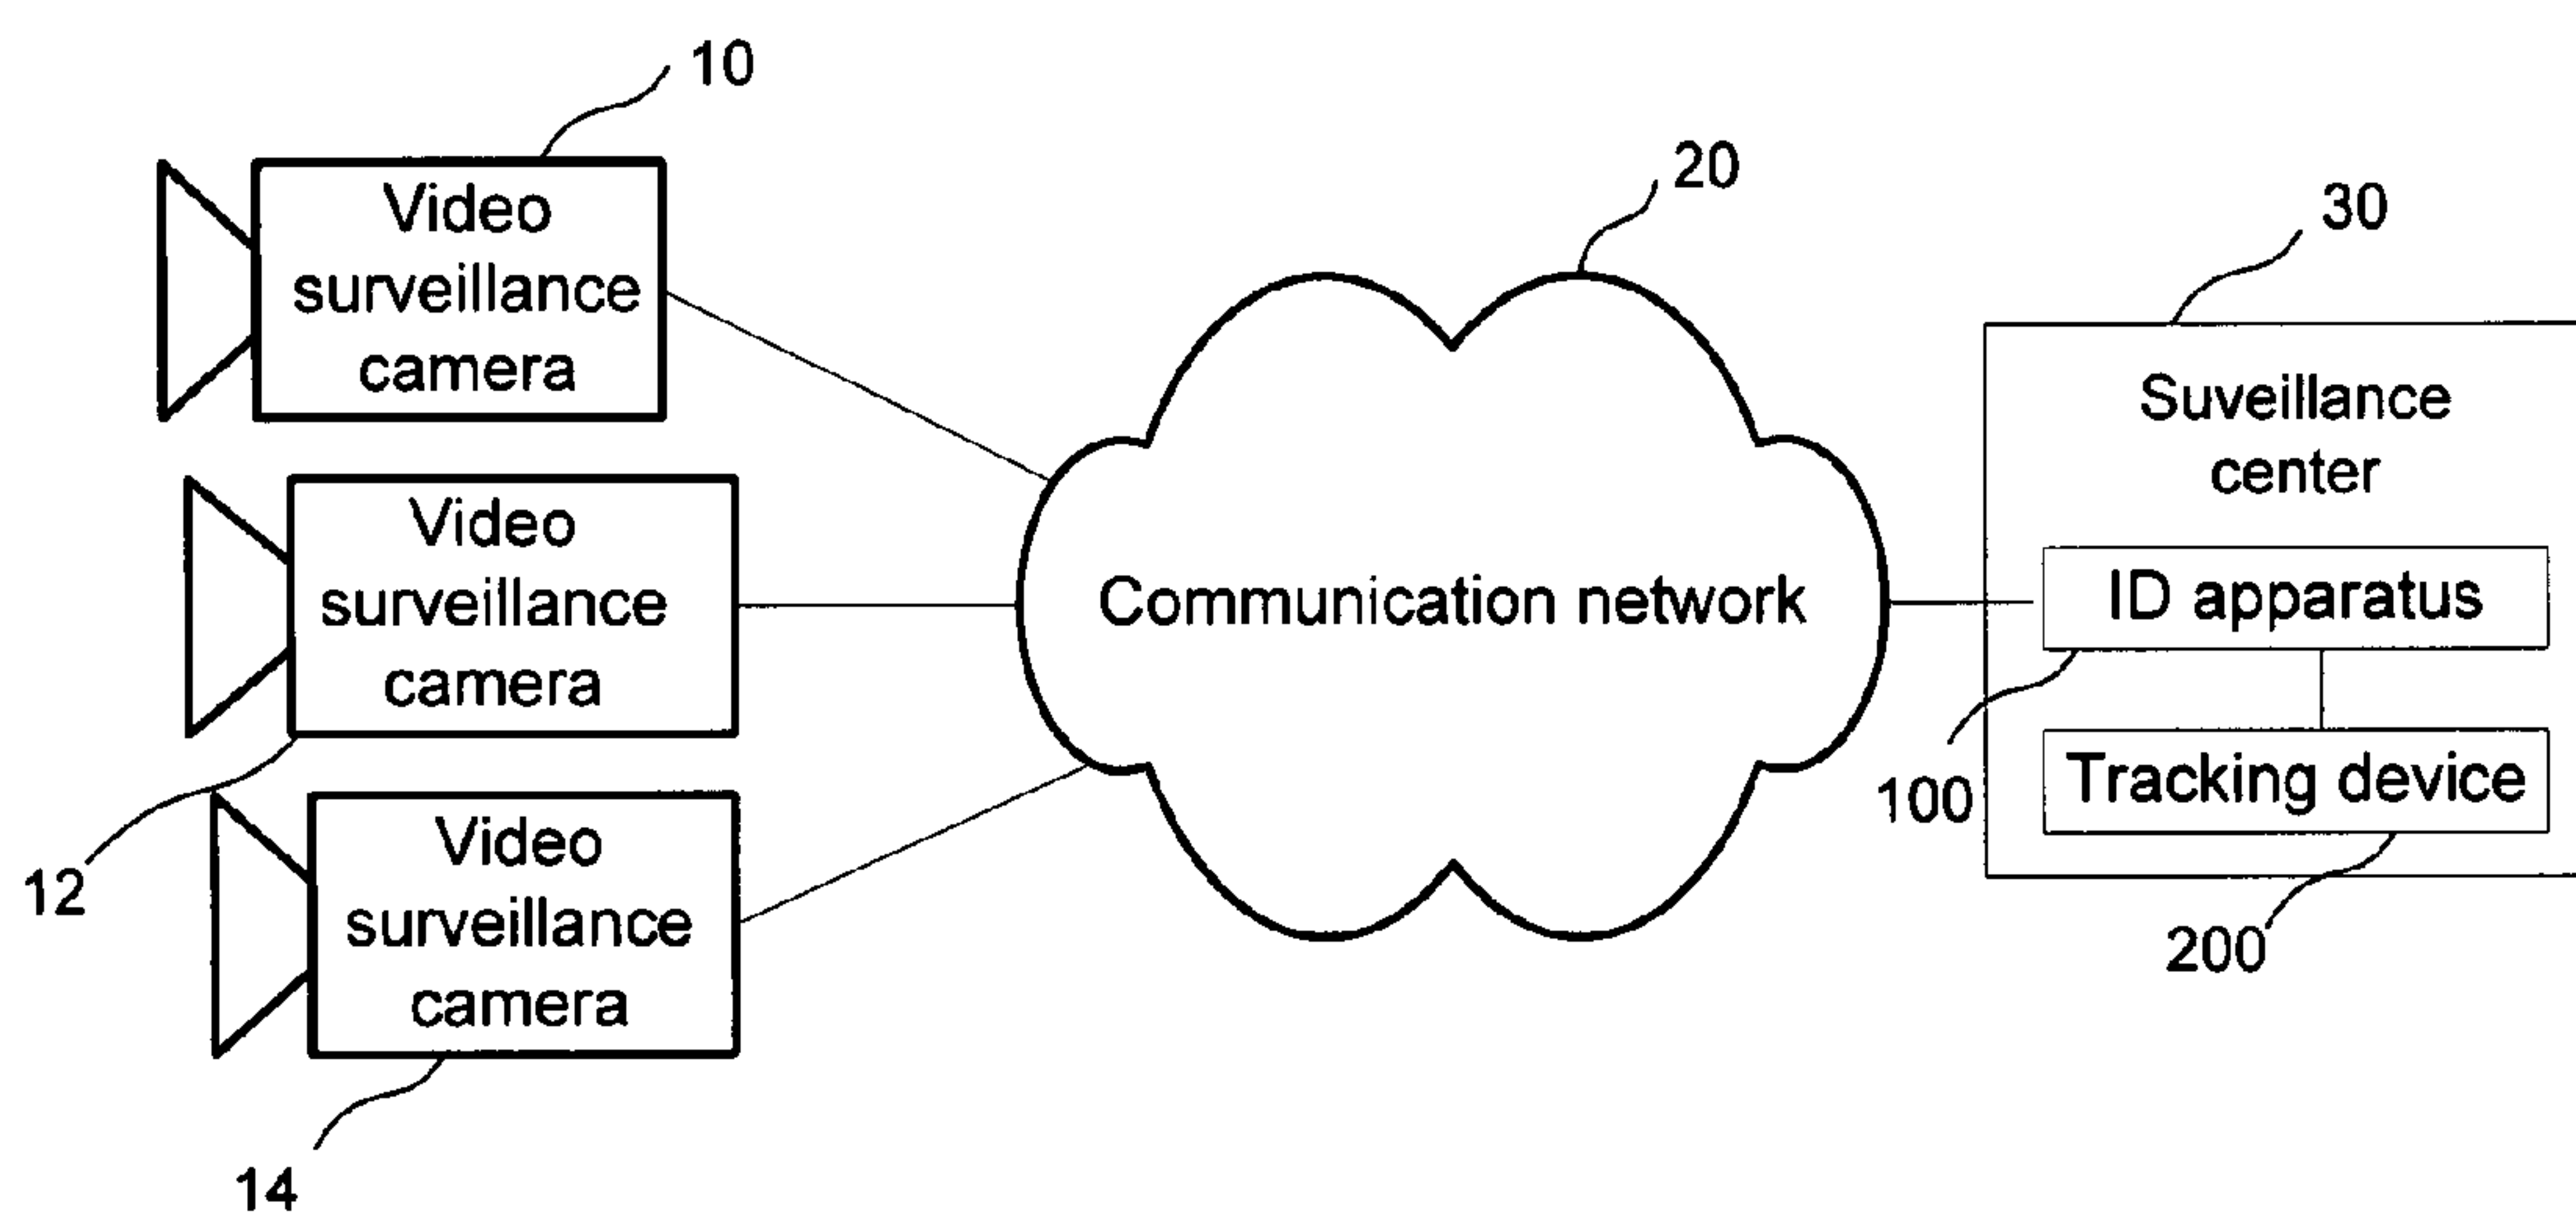 10
Video
surveillance
camera
12
Video
surveillance
camera
14
Video
surveillance
camera
20
Communication network
30
Suveillance
center
ID apparatus
100
Tracking device
200